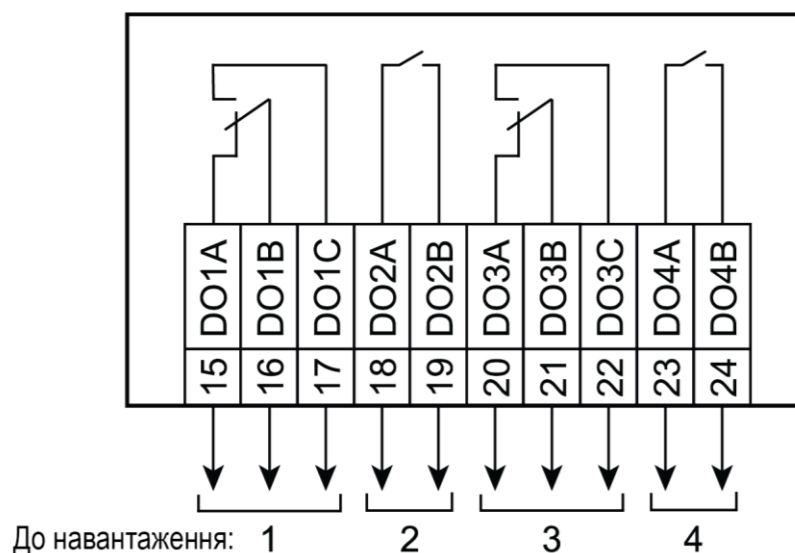 DO1A DO1B DO1C DO2A DO2B DO3A DO3B DO3C DO4A DO4B
15 16 17 18 19 20 21 22 23 24
До навантаження: 1 2 3 4